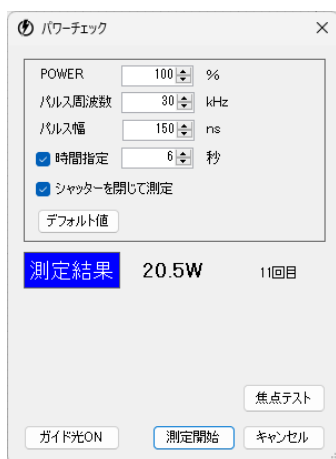 パワーチェック
POWER 100 %
パルス周波数 30 kHz
パルス幅 150 ns
時間指定 6 秒
シャッターを閉じて測定
デフォルト値
測定結果 20.5W 11回目
焦点テスト
ガイド光ON 測定開始 キャンセル